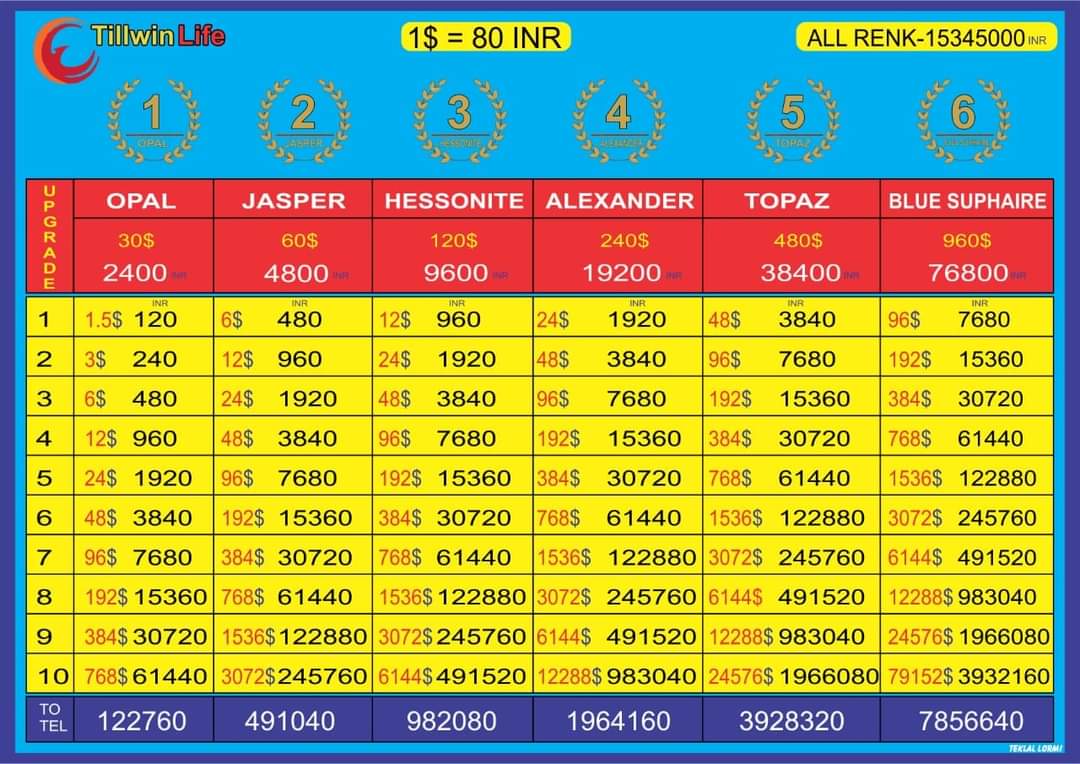 Tillwin Life
1$ = 80 INR
ALL RENK-15345000 INR
1 2 3 4 5 6
OPAL JASPER HESSONITE ALEXANDER TOPAZ
UPGRADE OPAL JASPER HESSONITE ALEXANDER TOPAZ BLUE SUPHAIRE
30$ 60$ 120$ 240$ 480$ 960$
2400 INR 4800 INR 9600 INR 19200 INR 38400 INR 76800 INR
INR INR INR INR INR INR
1 1.5$ 120 6$ 480 12$ 960 24$ 1920 48$ 3840 96$ 7680
2 3$ 240 12$ 960 24$ 1920 48$ 3840 96$ 7680 192$ 15360
3 6$ 480 24$ 1920 48$ 3840 96$ 7680 192$ 15360 384$ 30720
4 12$ 960 48$ 3840 96$ 7680 192$ 15360 384$ 30720 768$ 61440
5 24$ 1920 96$ 7680 192$ 15360 384$ 30720 768$ 61440 1536$ 122880
6 48$ 3840 192$ 15360 384$ 30720 768$ 61440 1536$ 122880 3072$ 245760
7 96$ 7680 384$ 30720 768$ 61440 1536$ 122880 3072$ 245760 6144$ 491520
8 192$ 15360 768$ 61440 1536$ 122880 3072$ 245760 6144$ 491520 12288$ 983040
9 384$ 30720 1536$ 122880 3072$ 245760 6144$ 491520 12288$ 983040 24576$ 1966080
10 768$ 61440 3072$ 245760 6144$ 491520 12288$ 983040 24576$ 1966080 79152$ 3932160
TO
TEL 122760 491040 982080 1964160 3928320 7856640
TEKLAL LORMI